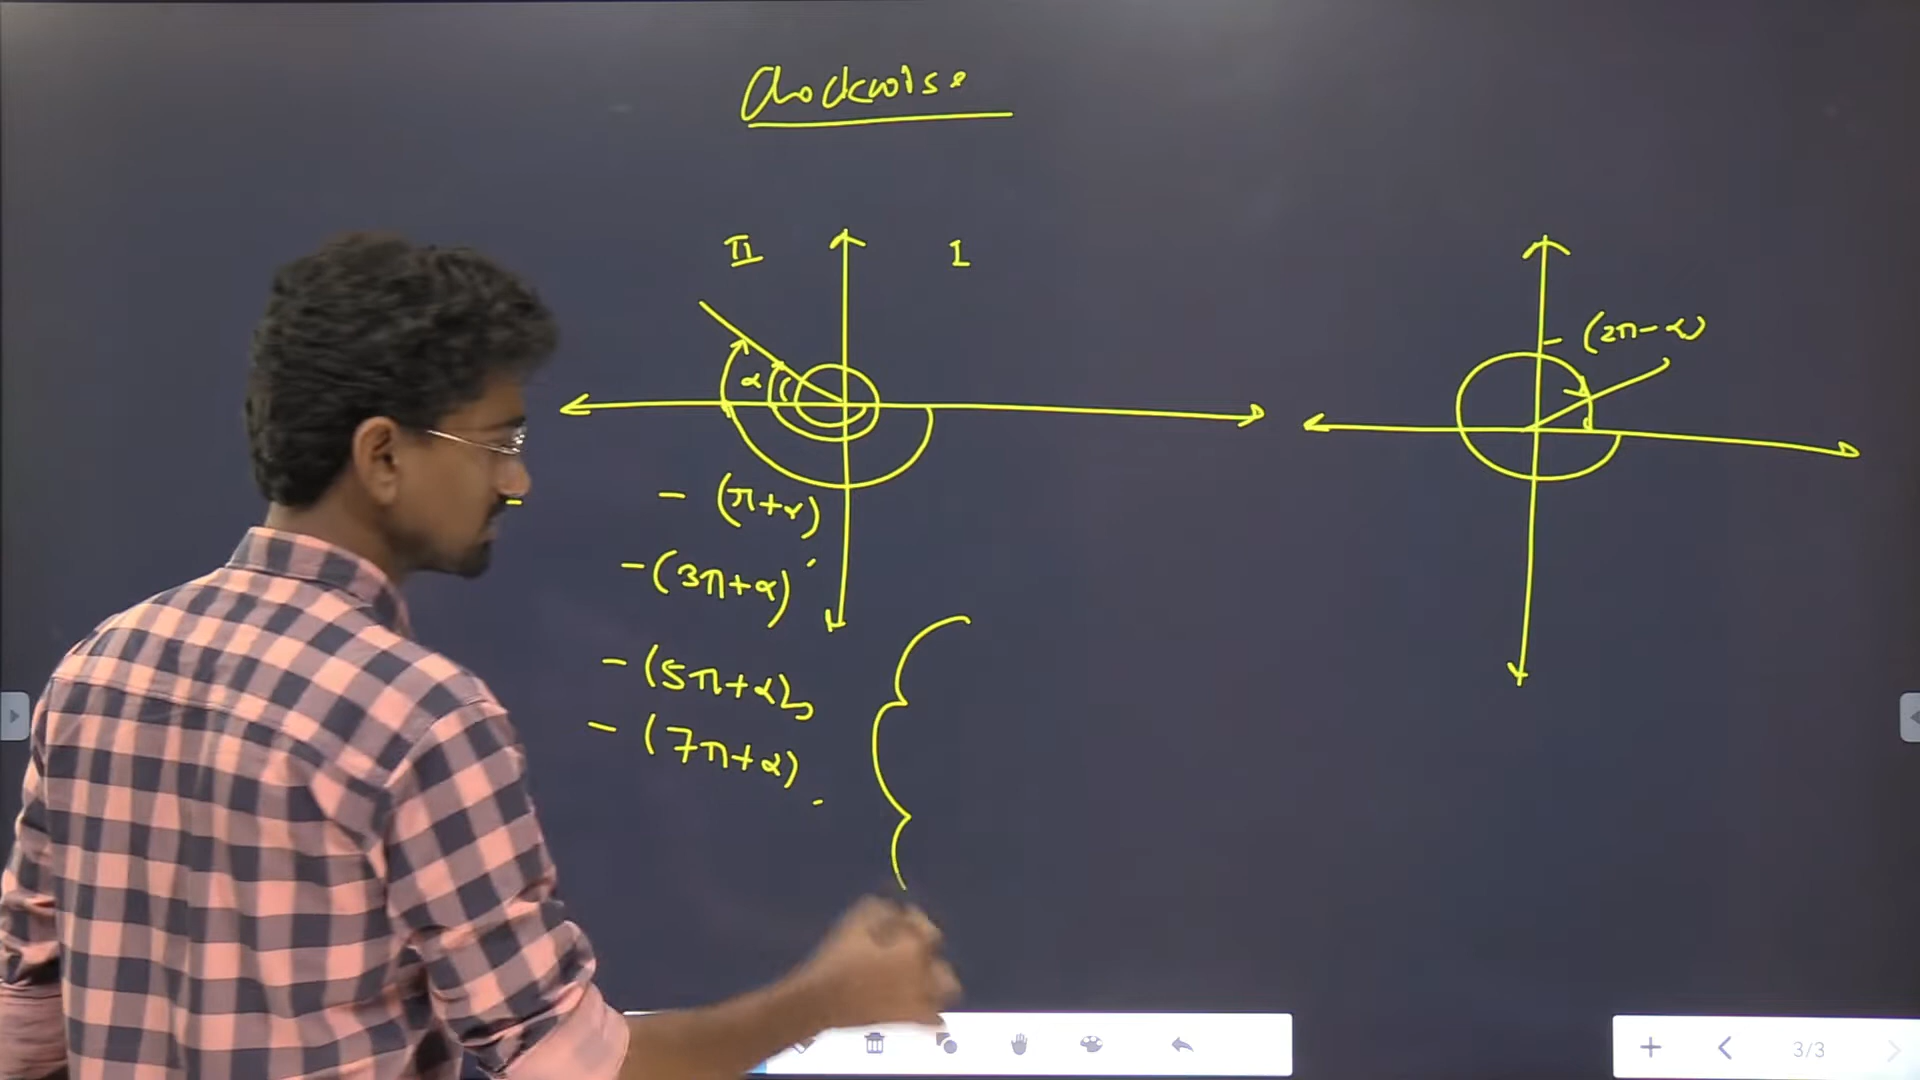 Clockwise
II I
α
-(2π-α)
-(π+α)
-(3π+α)
-(5π+α),
-(7π+α).
3/3